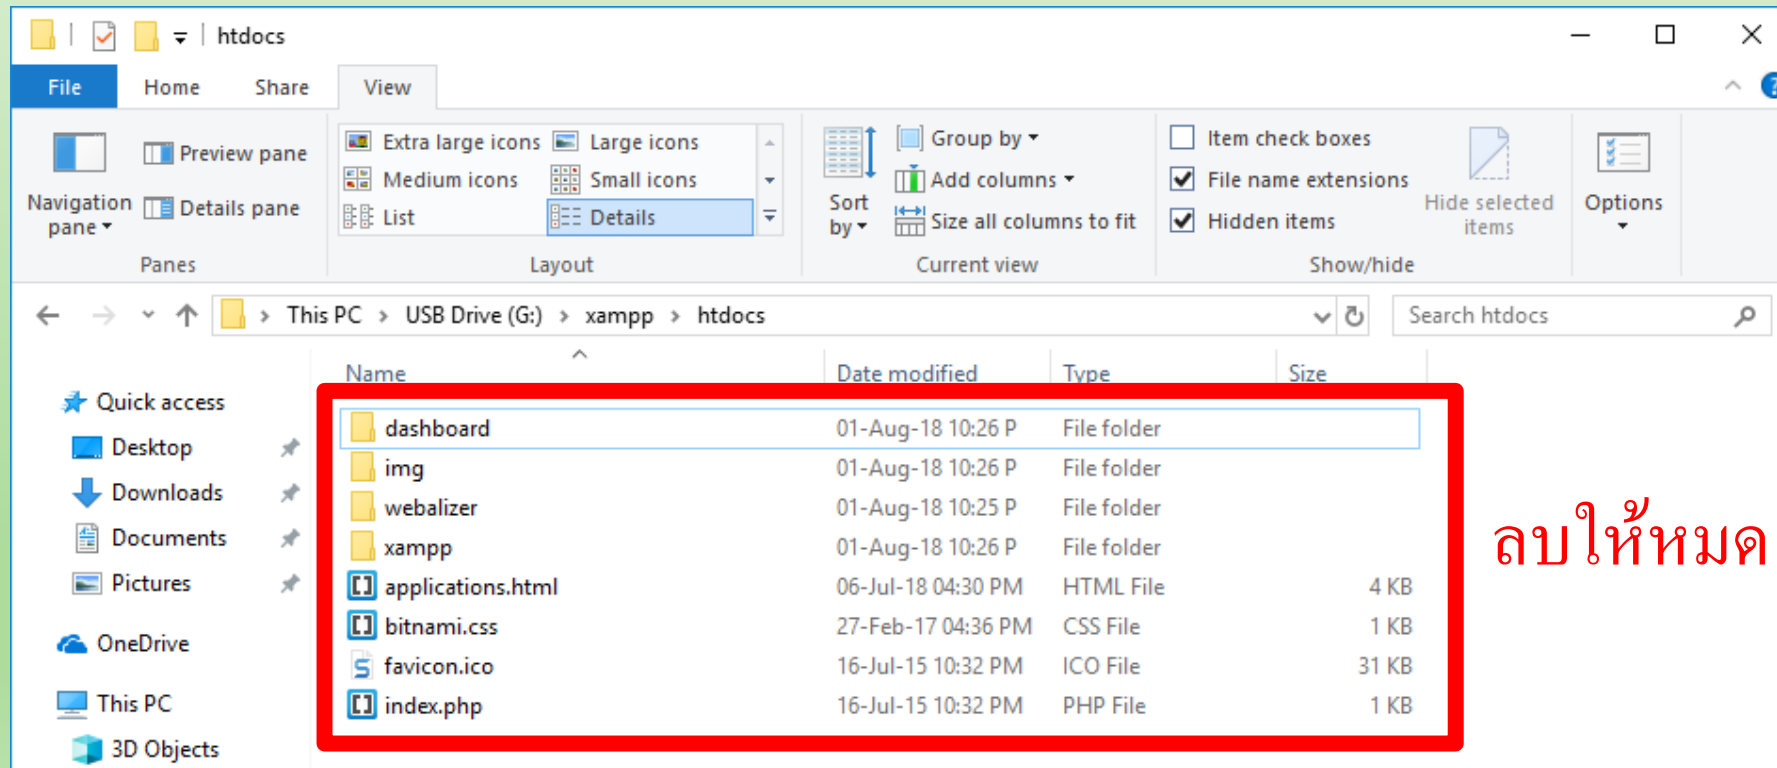 htdocs
File Home Share View
Preview pane
Navigation pane
Details pane
Panes
Extra large icons Large icons
Medium icons Small icons
List Details
Layout
Sort by
Group by
Add columns
Size all columns to fit
Current view
Item check boxes
File name extensions
Hidden items
Hide selected items
Show/hide
Options
This PC > USB Drive (G:) > xampp > htdocs
Search htdocs
Name Date modified Type Size
Quick access
Desktop
Downloads
Documents
Pictures
OneDrive
This PC
3D Objects
dashboard 01-Aug-18 10:26 P File folder
img 01-Aug-18 10:26 P File folder
webalizer 01-Aug-18 10:25 P File folder
xampp 01-Aug-18 10:26 P File folder
applications.html 06-Jul-18 04:30 PM HTML File 4 KB
bitnami.css 27-Feb-17 04:36 PM CSS File 1 KB
favicon.ico 16-Jul-15 10:32 PM ICO File 31 KB
index.php 16-Jul-15 10:32 PM PHP File 1 KB
ลบให้หมด